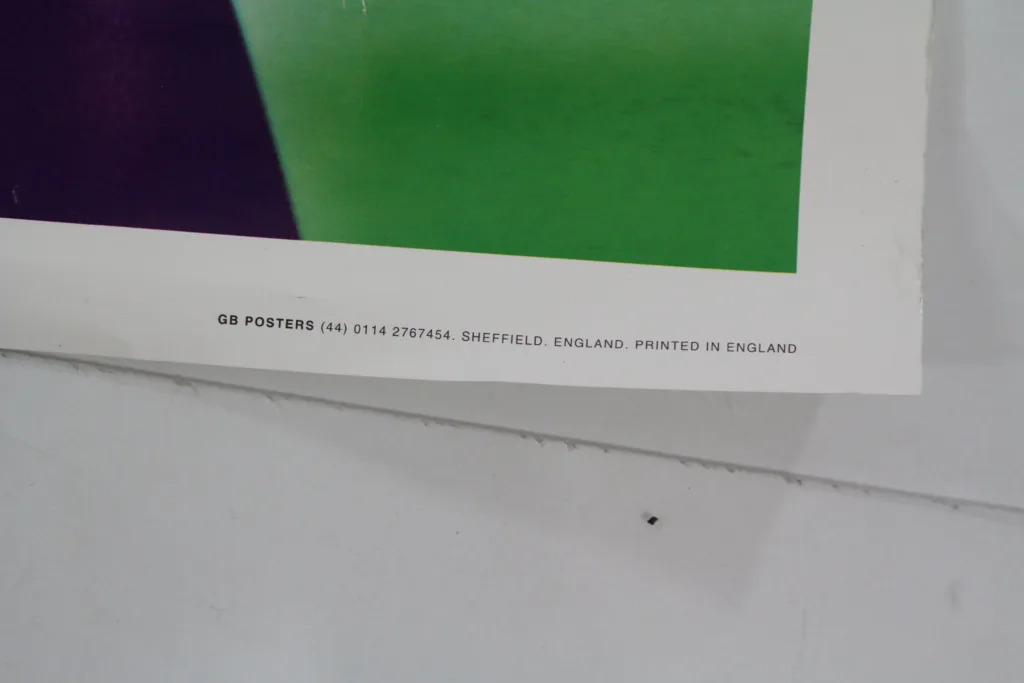 GB POSTERS (44) 0114 2767454. SHEFFIELD. ENGLAND. PRINTED IN ENGLAND